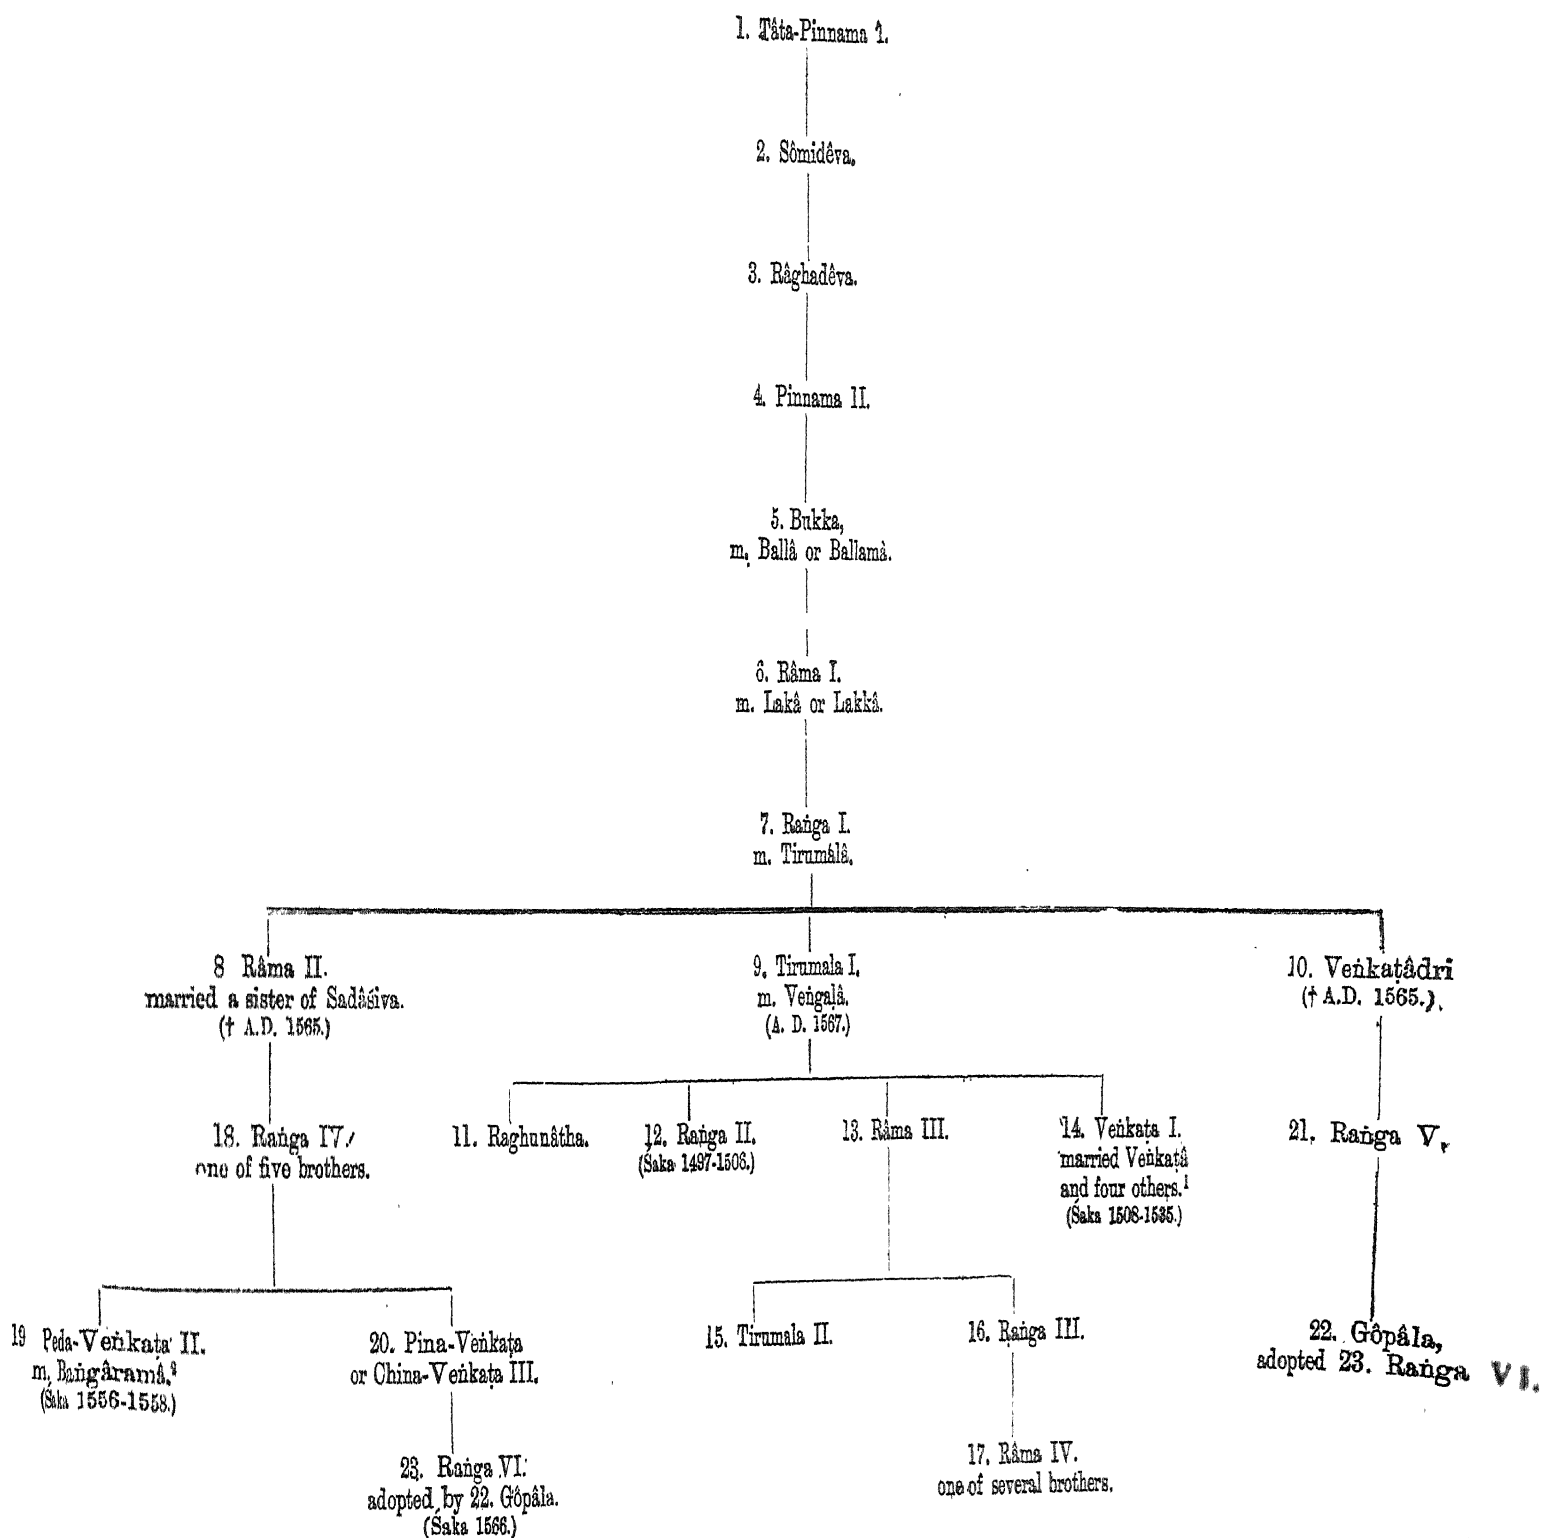 1. Tâta-Pinnama 1.
2. Sômidêva.
3. Râghadêva.
4. Pinnama II.
5. Bukka,
m. Ballâ or Ballamà.
6. Râma I.
m. Lakâ or Lakkâ.
7. Raṅga I.
m. Tirumalâ.
8 Râma II.
married a sister of Sadâśiva.
(† A.D. 1565.)
9. Tirumala I.
m. Veṅgaḷâ.
(A. D. 1567.)
10. Veṅkaṭâdri
(† A.D. 1565.).
18. Raṅga IV.
one of five brothers.
11. Raghunâtha.
12. Raṅga II.
(Śaka 1497-1506.)
13. Râma III.
14. Veṅkaṭa I.
married Veṅkaṭâ
and four others.¹
(Śaka 1508-1535.)
21. Raṅga V.
19 Peda-Veṅkaṭa II.
m. Baṅgâramâ.²
(Śaka 1556-1558.)
20. Pina-Veṅkaṭa
or China-Veṅkaṭa III.
15. Tirumala II.
16. Raṅga III.
22. Gôpâla,
adopted 23. Raṅga VI.
23. Raṅga VI.
adopted by 22. Gôpâla.
(Śaka 1566.)
17. Râma IV.
one of several brothers.